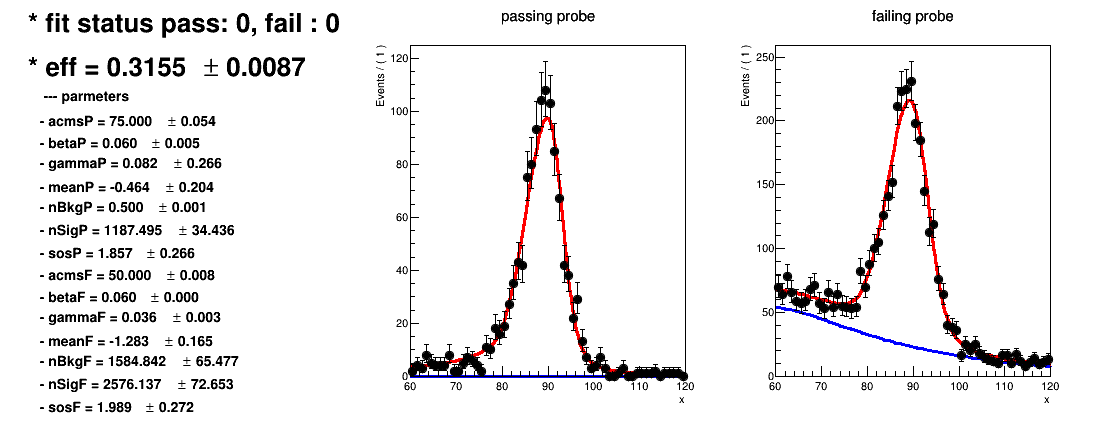 * fit status pass: 0, fail : 0
* eff = 0.3155 ± 0.0087
--- parmeters
- acmsP = 75.000 ± 0.054
- betaP = 0.060 ± 0.005
- gammaP = 0.082 ± 0.266
- meanP = -0.464 ± 0.204
- nBkgP = 0.500 ± 0.001
- nSigP = 1187.495 ± 34.436
- sosP = 1.857 ± 0.266
- acmsF = 50.000 ± 0.008
- betaF = 0.060 ± 0.000
- gammaF = 0.036 ± 0.003
- meanF = -1.283 ± 0.165
- nBkgF = 1584.842 ± 65.477
- nSigF = 2576.137 ± 72.653
- sosF = 1.989 ± 0.272
passing probe
Events / ( 1 )
120
100
80
60
40
20
0
60 70 80 90 100 110 120
x
failing probe
Events / ( 1 )
250
200
150
100
50
0
60 70 80 90 100 110 120
x